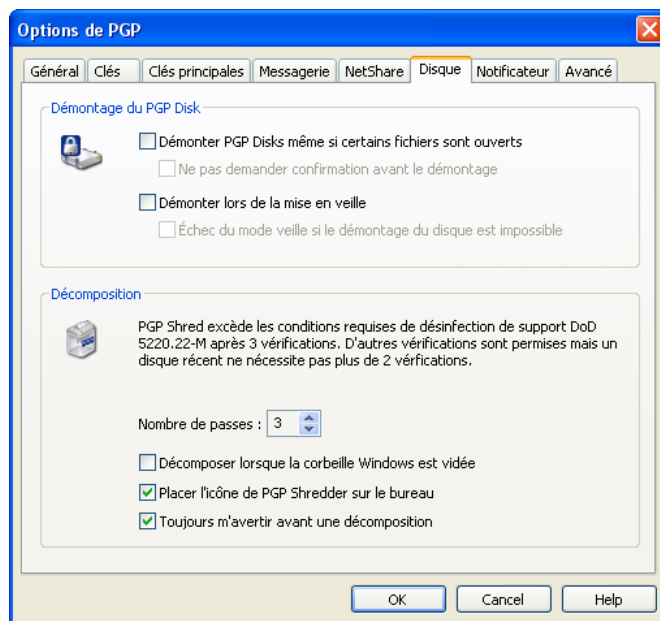 Options de PGP
Général
Clés
Clés principales
Messagerie
NetShare
Disque
Notificateur
Avancé
Démontage du PGP Disk
Démonter PGP Disks même si certains fichiers sont ouverts
Ne pas demander confirmation avant le démontage
Démonter lors de la mise en veille
Échec du mode veille si le démontage du disque est impossible
Décomposition
PGP Shred excède les conditions requises de désinfection de support DoD
5220.22-M après 3 vérifications. D'autres vérifications sont permises mais un
disque récent ne nécessite pas plus de 2 vérfications.
Nombre de passes : 3
Décomposer lorsque la corbeille Windows est vidée
Placer l'icône de PGP Shredder sur le bureau
Toujours m'avertir avant une décomposition
OK
Cancel
Help